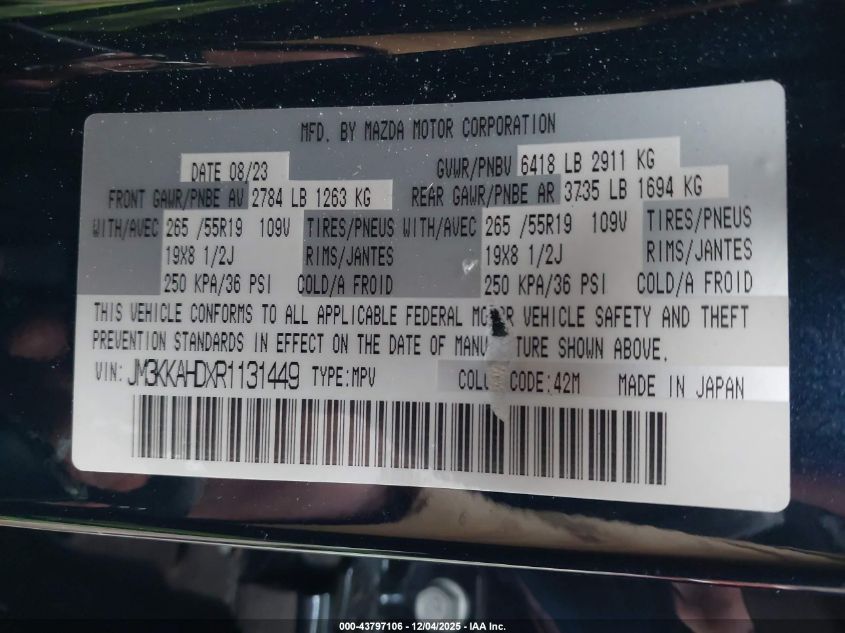 MFD. BY MAZDA MOTOR CORPORATION
DATE 08/23 GVWR/PNBV 6418 LB 2911 KG
FRONT GAWR/PNBE AV 2784 LB 1263 KG REAR GAWR/PNBE AR 3735 LB 1694 KG
WITH/AVEC 265 /55R19 109V TIRES/PNEUS WITH/AVEC 265 /55R19 109V TIRES/PNEUS
19X8 1/2J RIMS/JANTES 19X8 1/2J RIMS/JANTES
250 KPA/36 PSI COLD/A FROID 250 KPA/36 PSI COLD/A FROID
THIS VEHICLE CONFORMS TO ALL APPLICABLE FEDERAL MOTOR VEHICLE SAFETY AND THEFT
PREVENTION STANDARDS IN EFFECT ON THE DATE OF MANU TURE SHOWN ABOVE.
VIN: JM3KKAHDXR1131449 TYPE:MPV COLO CODE:42M MADE IN JAPAN
000-43797106 - 12/04/2025 - IAA Inc.